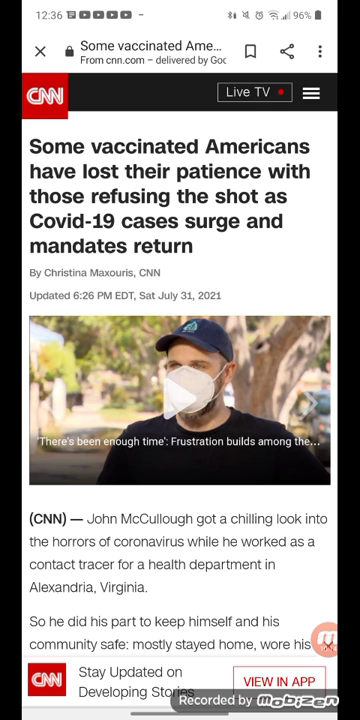 12:36
96%
Some vaccinated Ame...
From cnn.com – delivered by Goo
CNN
Live TV
Some vaccinated Americans
have lost their patience with
those refusing the shot as
Covid-19 cases surge and
mandates return
By Christina Maxouris, CNN
Updated 6:26 PM EDT, Sat July 31, 2021
'There's been enough time': Frustration builds among the...
(CNN) — John McCullough got a chilling look into
the horrors of coronavirus while he worked as a
contact tracer for a health department in
Alexandria, Virginia.
So he did his part to keep himself and his
community safe: mostly stayed home, wore his
CNN
Stay Updated on
Developing Stories
VIEW IN APP
Recorded by Mobizen